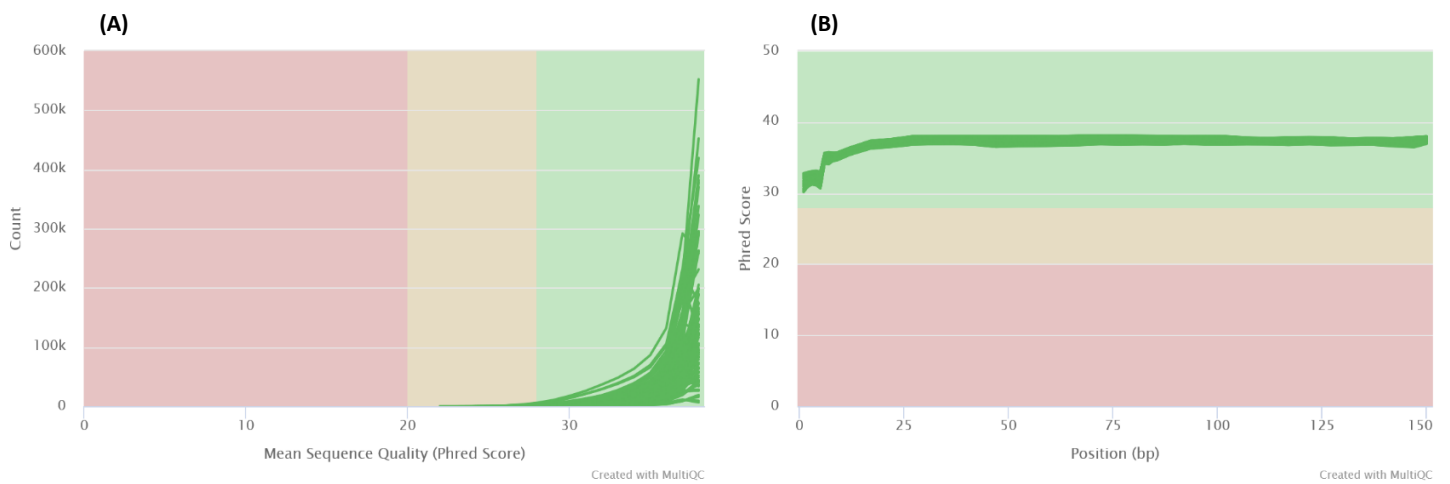 (A)
600k
500k
400k
300k
200k
100k
0
Count
0 10 20 30
Mean Sequence Quality (Phred Score)
Created with MultiQC
(B)
50
40
30
20
10
0
Phred Score
0 25 50 75 100 125 150
Position (bp)
Created with MultiQC